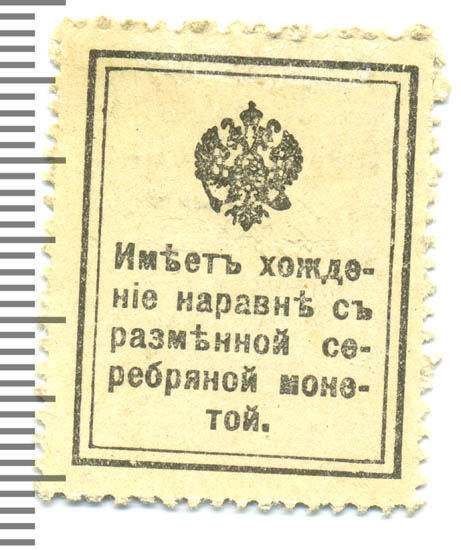 Имѣетъ хожде-
ніе наравнѣ съ
размѣнной се-
ребряной моне-
той.